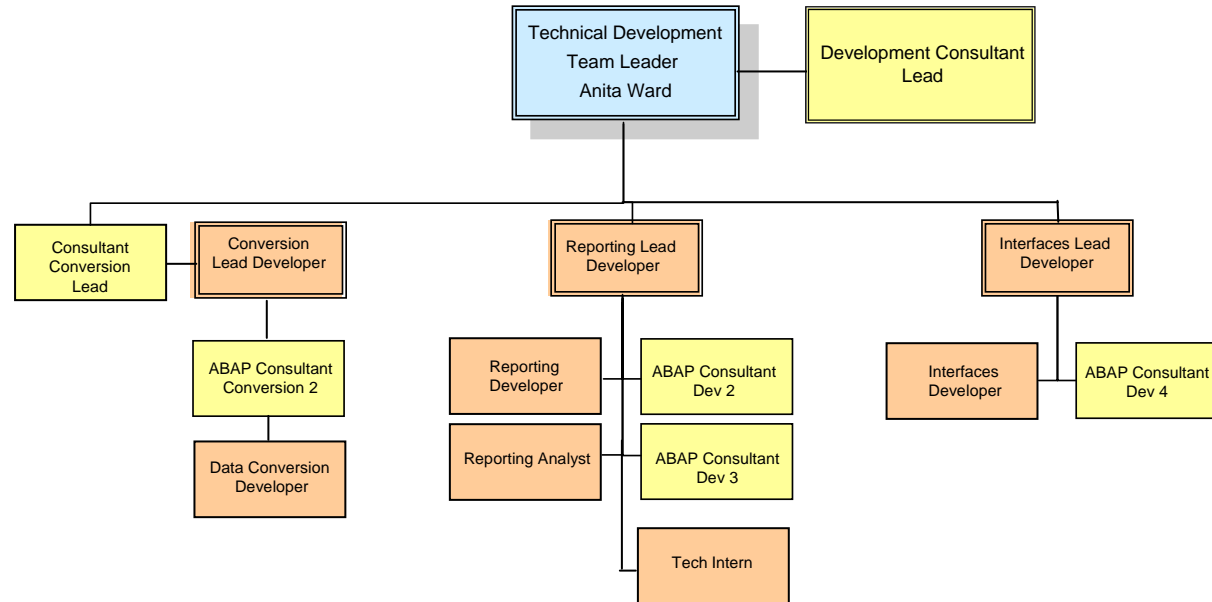 Technical Development
Team Leader
Anita Ward
Development Consultant
Lead
Consultant
Conversion
Lead
Conversion
Lead Developer
Reporting Lead
Developer
Interfaces Lead
Developer
ABAP Consultant
Conversion 2
Reporting
Developer
ABAP Consultant
Dev 2
Interfaces
Developer
ABAP Consultant
Dev 4
Data Conversion
Developer
Reporting Analyst
ABAP Consultant
Dev 3
Tech Intern